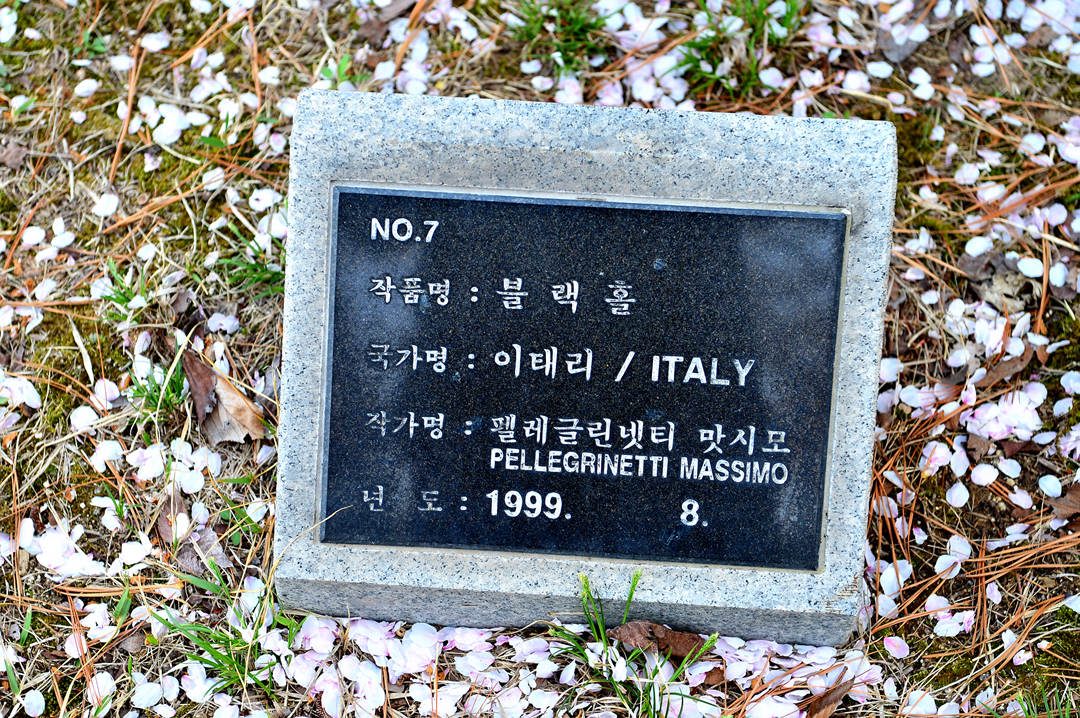 NO.7
작품명 : 블 랙 홀
국가명 : 이태리 / ITALY
작가명 : 펠레글린넷티 맛시모
PELLEGRINETTI MASSIMO
년 도 : 1999. 8.